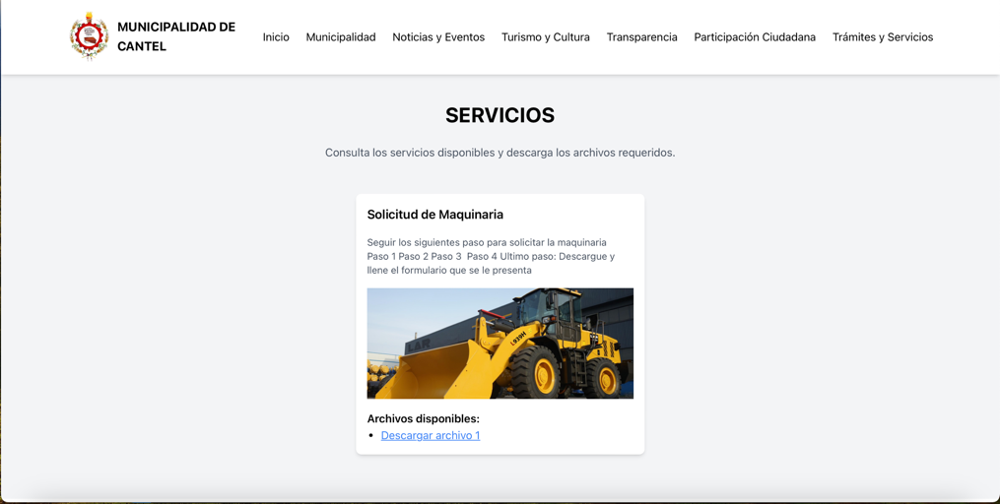 MUNICIPALIDAD DE
CANTEL
Inicio Municipalidad Noticias y Eventos Turismo y Cultura Transparencia Participación Ciudadana Trámites y Servicios
SERVICIOS
Consulta los servicios disponibles y descarga los archivos requeridos.
Solicitud de Maquinaria
Seguir los siguientes paso para solicitar la maquinaria
Paso 1 Paso 2 Paso 3 Paso 4 Ultimo paso: Descargue y
llene el formulario que se le presenta
L939H
Archivos disponibles:
Descargar archivo 1